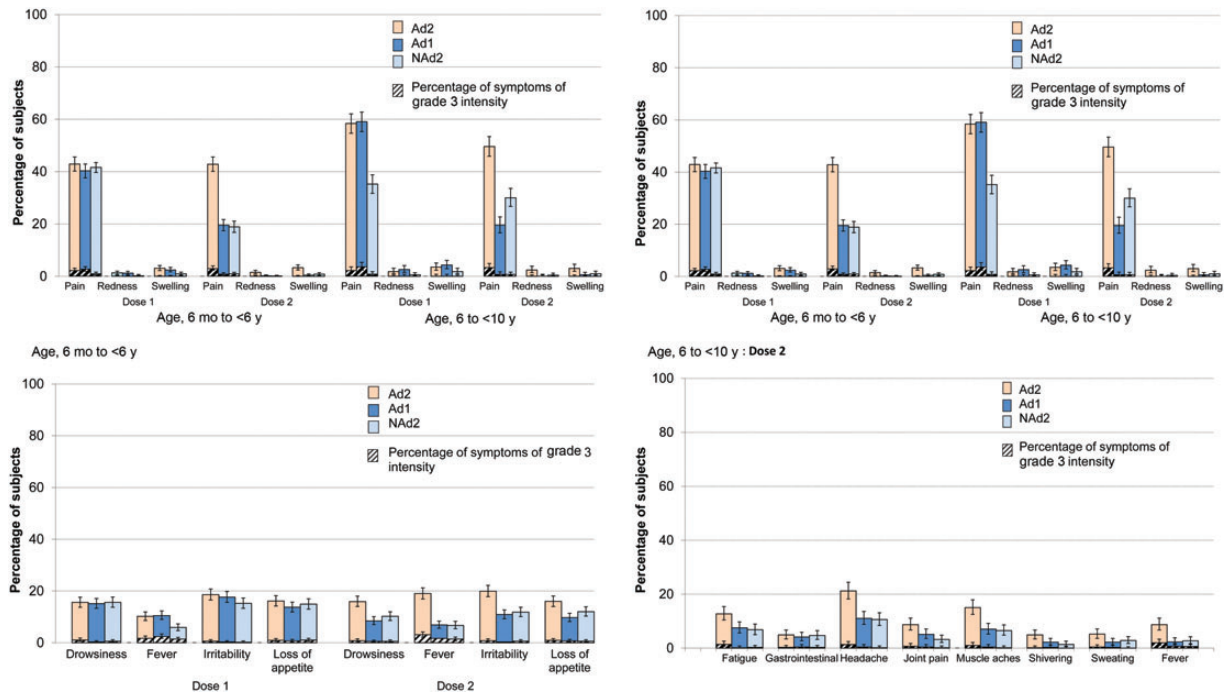 100
80
60
40
20
0
Percentage of subjects
Ad2
Ad1
NAd2
Percentage of symptoms of
grade 3 intensity
Pain Redness Swelling Pain Redness Swelling Pain Redness Swelling Pain Redness Swelling
Dose 1 Dose 2 Dose 1 Dose 2
Age, 6 mo to <6 y Age, 6 to <10 y
100
80
60
40
20
0
Percentage of subjects
Ad2
Ad1
NAd2
Percentage of symptoms of
grade 3 intensity
Pain Redness Swelling Pain Redness Swelling Pain Redness Swelling Pain Redness Swelling
Dose 1 Dose 2 Dose 1 Dose 2
Age, 6 mo to <6 y Age, 6 to <10 y
Age, 6 mo to <6 y
100
80
60
40
20
0
Percentage of subjects
Ad2
Ad1
NAd2
Percentage of symptoms of grade 3
intensity
Drowsiness Fever Irritability Loss of Drowsiness Fever Irritability Loss of
appetite appetite
Dose 1 Dose 2
Age, 6 to <10 y : Dose 2
100
80
60
40
20
0
Percentage of subjects
Ad2
Ad1
NAd2
Percentage of symptoms of
grade 3 intensity
Fatigue Gastrointestinal Headache Joint pain Muscle aches Shivering Sweating Fever